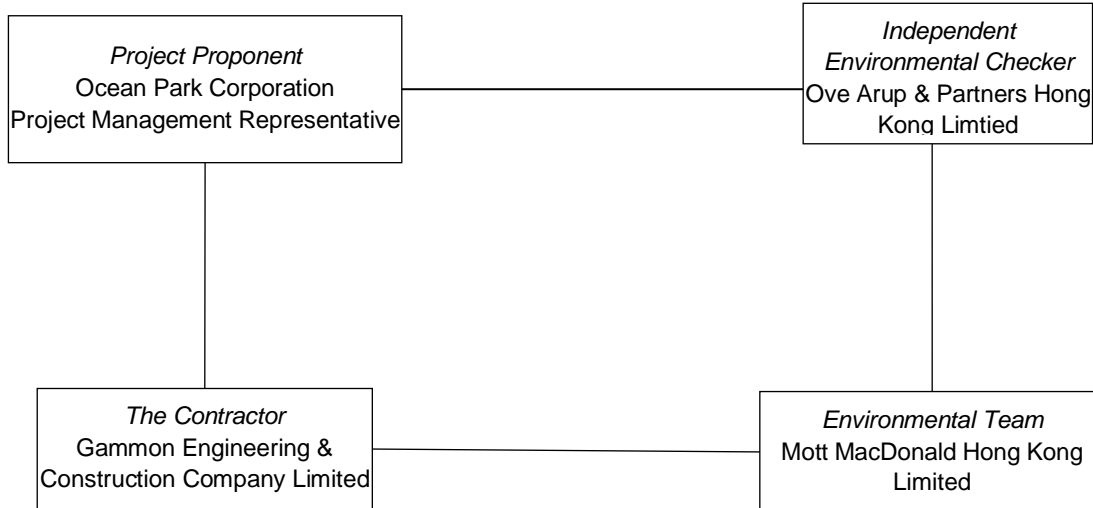 Project Proponent
Ocean Park Corporation
Project Management Representative
Independent
Environmental Checker
Ove Arup & Partners Hong
Kong Limtied
The Contractor
Gammon Engineering &
Construction Company Limited
Environmental Team
Mott MacDonald Hong Kong
Limited